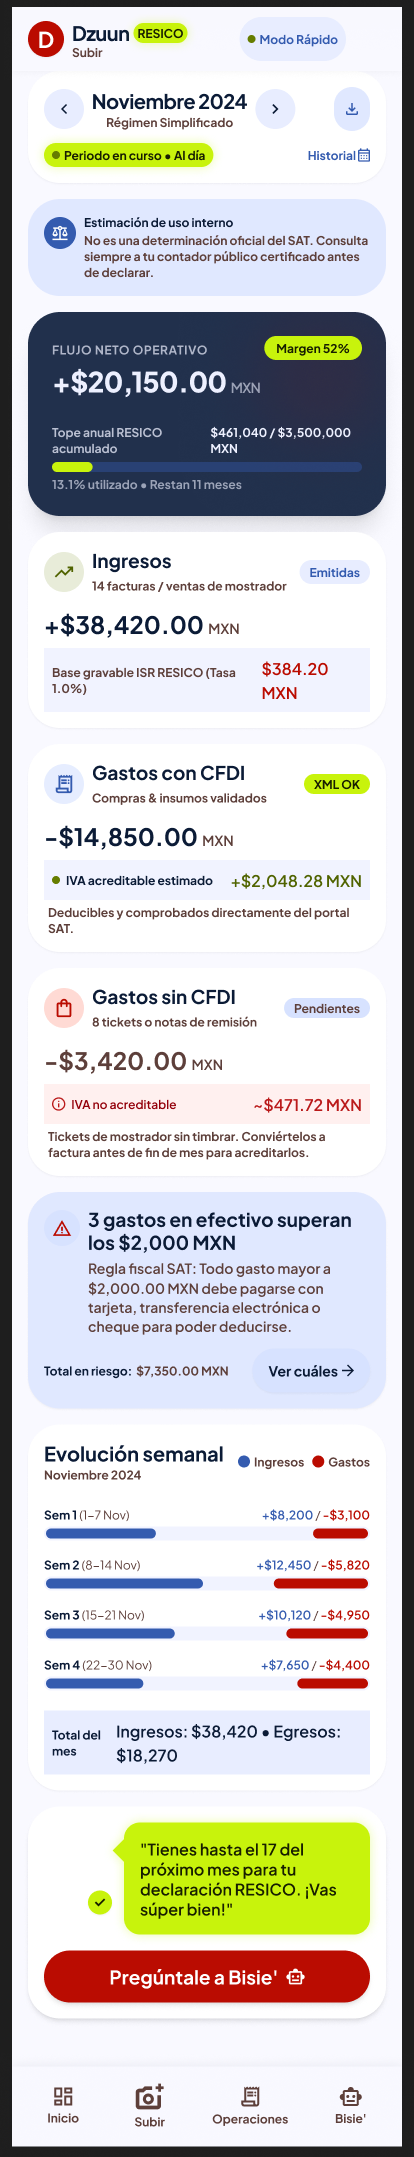 D
Dzuun RESICO
Subir
Modo Rápido
Noviembre 2024
Régimen Simplificado
Periodo en curso • Al día
Historial
Estimación de uso interno
No es una determinación oficial del SAT. Consulta
siempre a tu contador público certificado antes
de declarar.
FLUJO NETO OPERATIVO
Margen 52%
+$20,150.00 MXN
Tope anual RESICO
acumulado
$461,040 / $3,500,000
MXN
13.1% utilizado • Restan 11 meses
Ingresos
14 facturas / ventas de mostrador
Emitidas
+$38,420.00 MXN
Base gravable ISR RESICO (Tasa
1.0%)
$384.20
MXN
Gastos con CFDI
Compras & insumos validados
XML OK
−$14,850.00 MXN
IVA acreditable estimado
+$2,048.28 MXN
Deducibles y comprobados directamente del portal
SAT.
Gastos sin CFDI
8 tickets o notas de remisión
Pendientes
−$3,420.00 MXN
IVA no acreditable
~$471.72 MXN
Tickets de mostrador sin timbrar. Conviértelos a
factura antes de fin de mes para acreditarlos.
3 gastos en efectivo superan
los $2,000 MXN
Regla fiscal SAT: Todo gasto mayor a
$2,000.00 MXN debe pagarse con
tarjeta, transferencia electrónica o
cheque para poder deducirse.
Total en riesgo: $7,350.00 MXN
Ver cuáles
Evolución semanal
Noviembre 2024
Ingresos
Gastos
Sem 1 (1–7 Nov)
+$8,200 / -$3,100
Sem 2 (8–14 Nov)
+$12,450 / -$5,820
Sem 3 (15–21 Nov)
+$10,120 / -$4,950
Sem 4 (22–30 Nov)
+$7,650 / -$4,400
Total del
mes
Ingresos: $38,420 • Egresos:
$18,270
"Tienes hasta el 17 del
próximo mes para tu
declaración RESICO. ¡Vas
súper bien!"
Pregúntale a Bisie'
Inicio
Subir
Operaciones
Bisie'